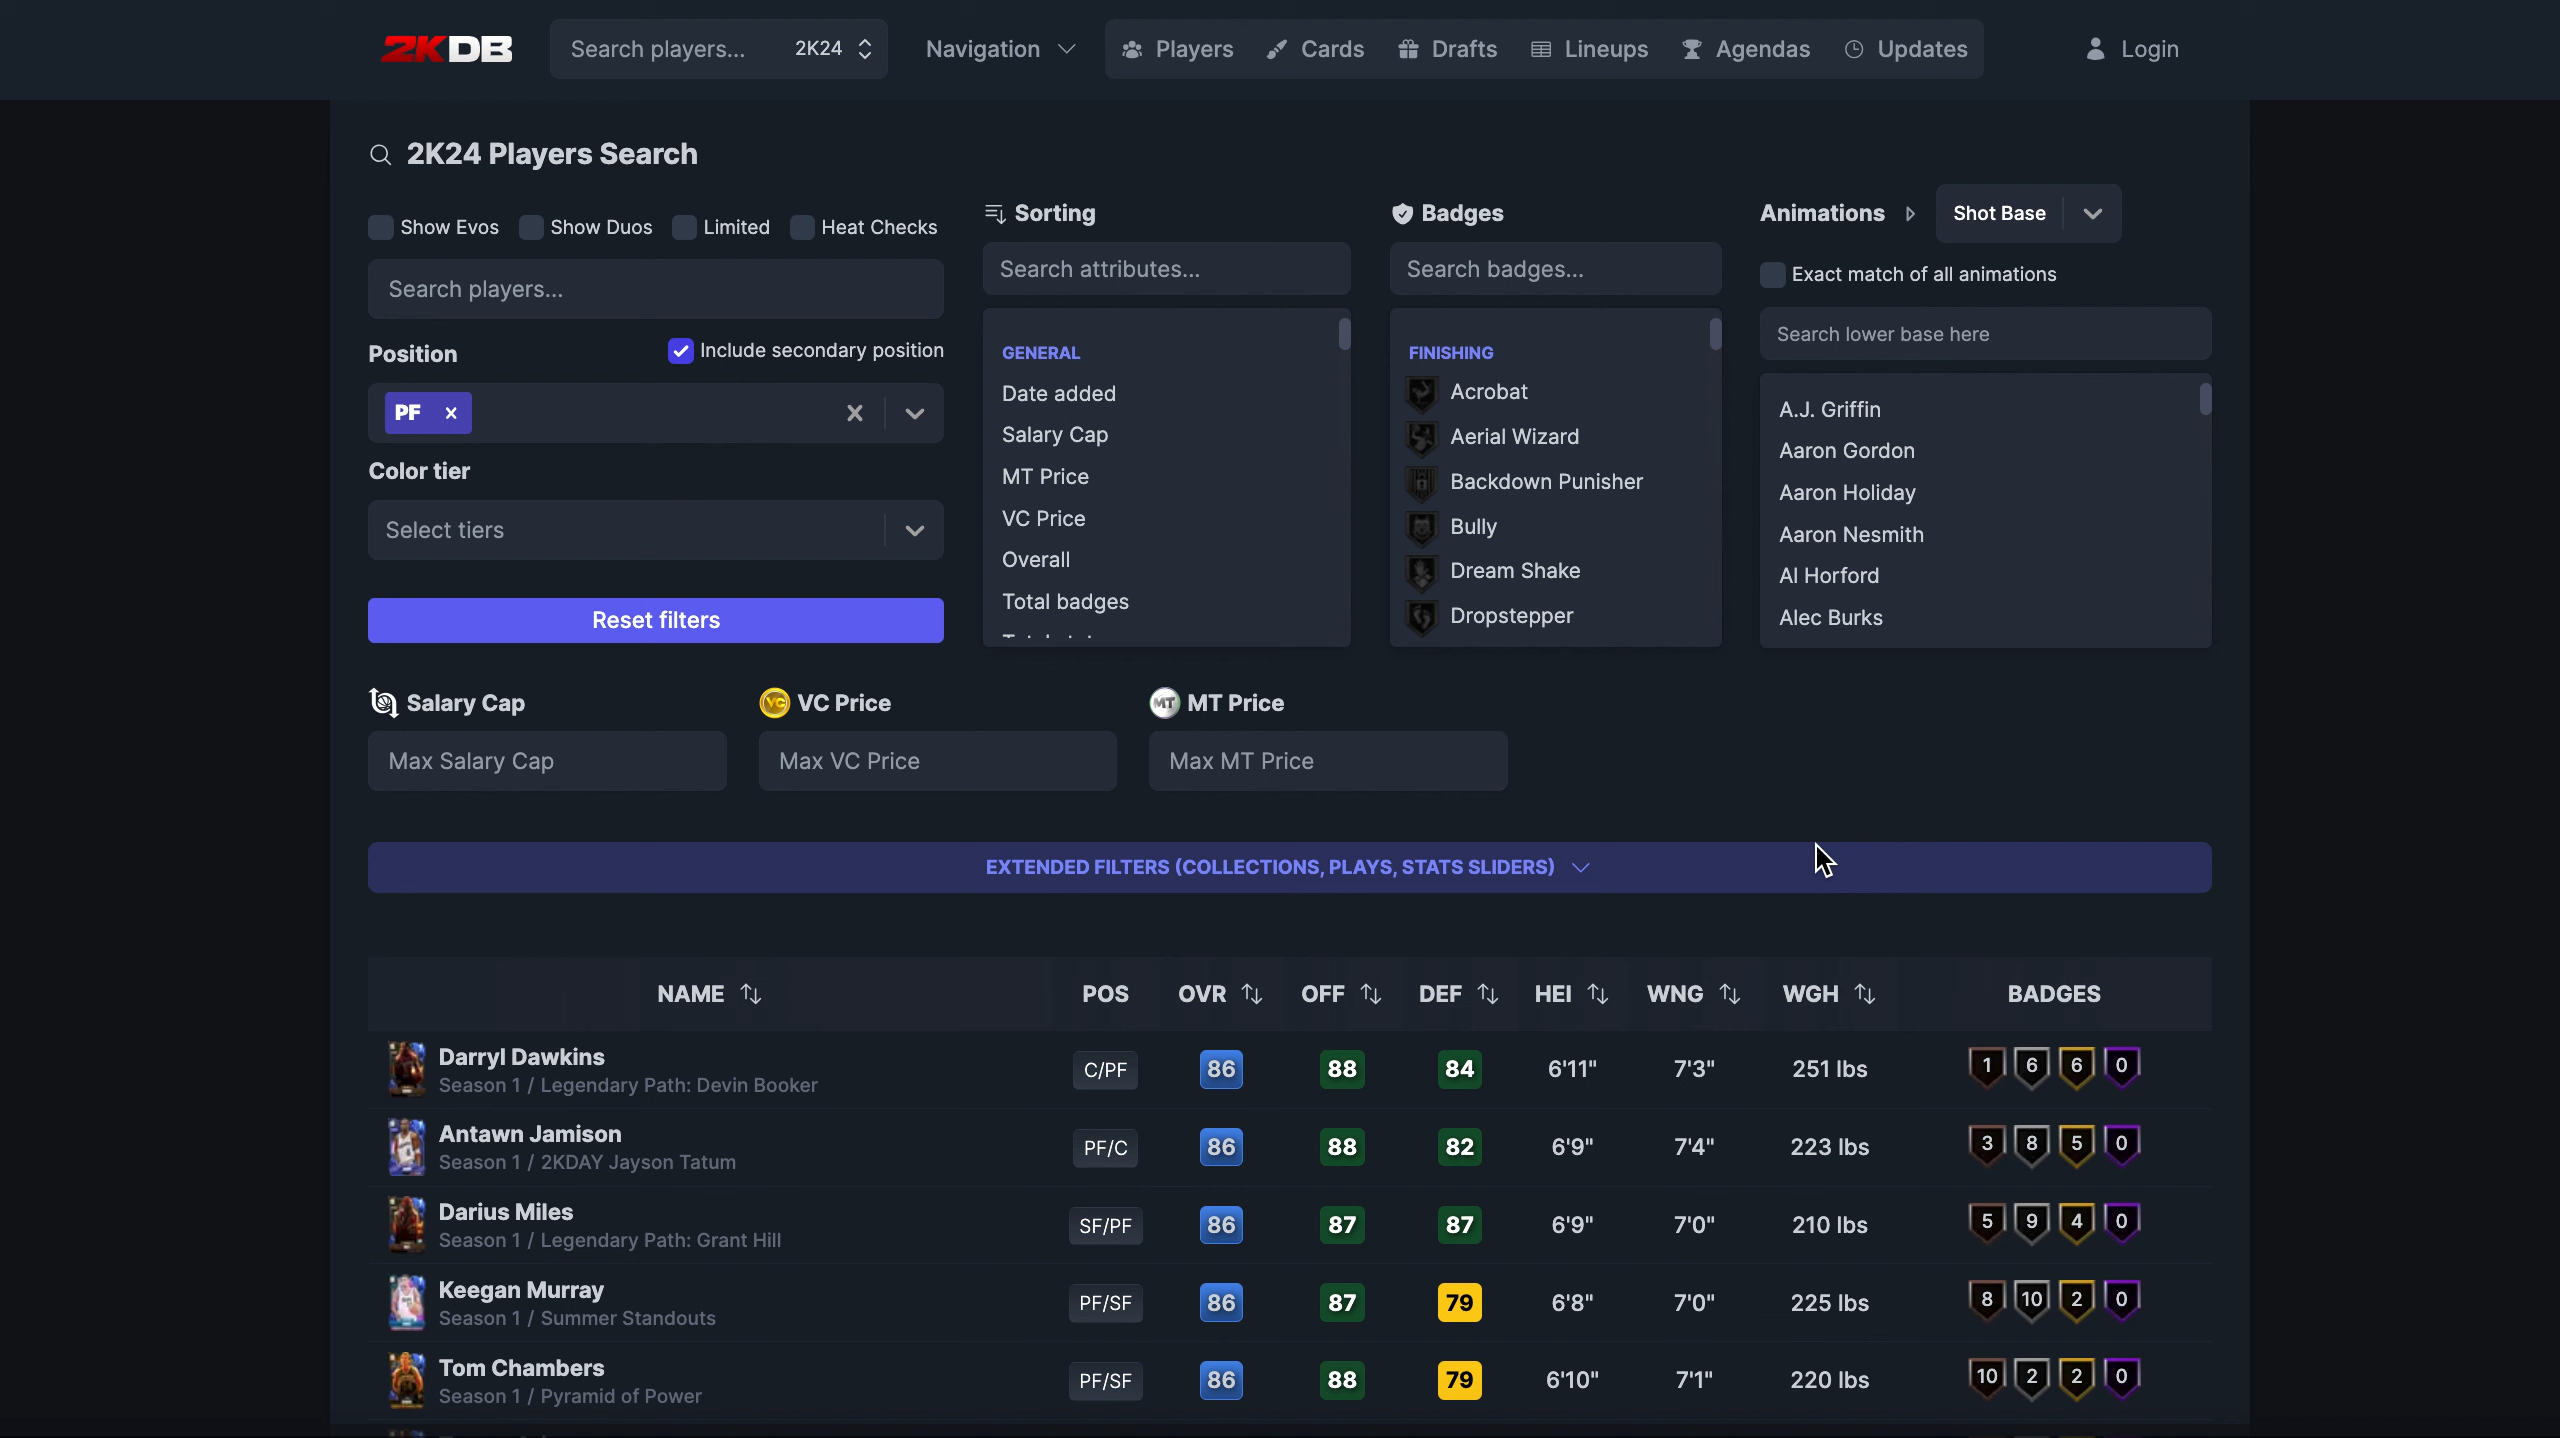 2KDB
Search players...
2K24
Navigation
Players
Cards
Drafts
Lineups
Agendas
Updates
Login
2K24 Players Search
Show Evos
Show Duos
Limited
Heat Checks
Search players...
Position
Include secondary position
PF ×
Color tier
Select tiers
Reset filters
Sorting
Search attributes...
GENERAL
Date added
Salary Cap
MT Price
VC Price
Overall
Total badges
Badges
Search badges...
FINISHING
Acrobat
Aerial Wizard
Backdown Punisher
Bully
Dream Shake
Dropstepper
Animations
Shot Base
Exact match of all animations
Search lower base here
A.J. Griffin
Aaron Gordon
Aaron Holiday
Aaron Nesmith
Al Horford
Alec Burks
Salary Cap
Max Salary Cap
VC VC Price
Max VC Price
MT MT Price
Max MT Price
EXTENDED FILTERS (COLLECTIONS, PLAYS, STATS SLIDERS)
NAME POS OVR OFF DEF HEI WNG WGH BADGES
Darryl Dawkins
Season 1 / Legendary Path: Devin Booker
C/PF 86 88 84 6'11" 7'3" 251 lbs 1 6 6 0
Antawn Jamison
Season 1 / 2KDAY Jayson Tatum
PF/C 86 88 82 6'9" 7'4" 223 lbs 3 8 5 0
Darius Miles
Season 1 / Legendary Path: Grant Hill
SF/PF 86 87 87 6'9" 7'0" 210 lbs 5 9 4 0
Keegan Murray
Season 1 / Summer Standouts
PF/SF 86 87 79 6'8" 7'0" 225 lbs 8 10 2 0
Tom Chambers
Season 1 / Pyramid of Power
PF/SF 86 88 79 6'10" 7'1" 220 lbs 10 2 2 0